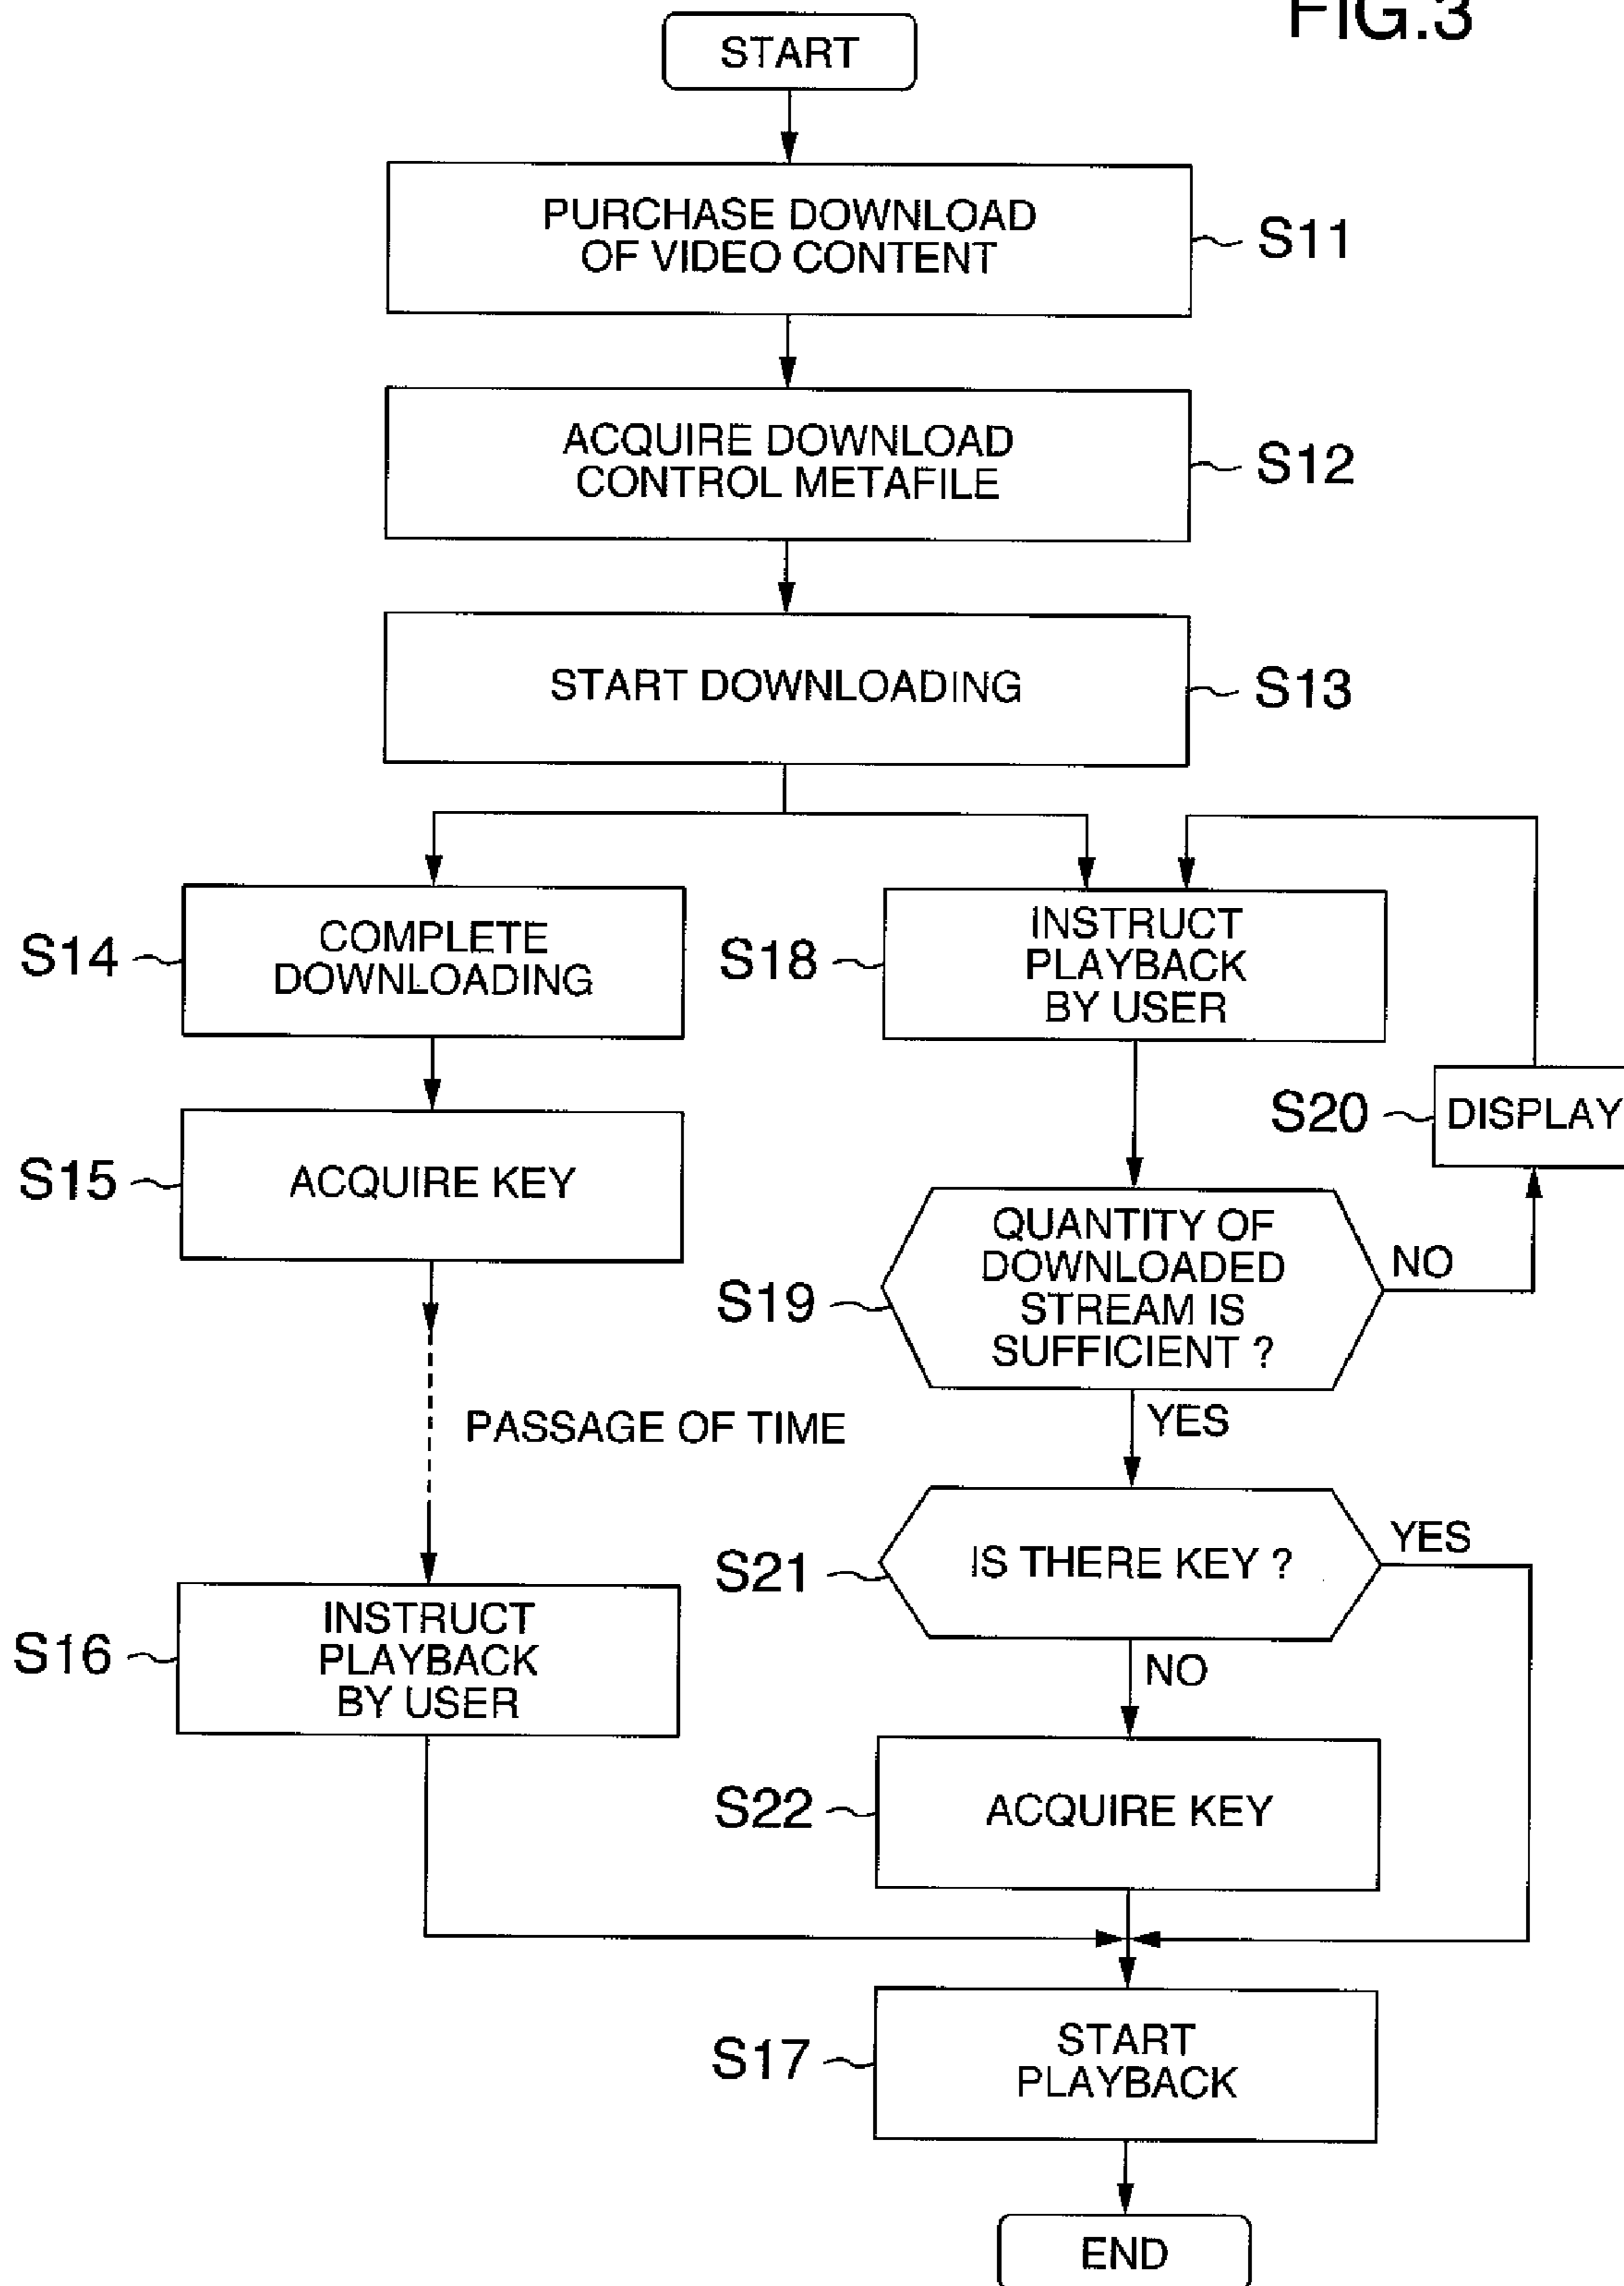 FIG.3
START
PURCHASE DOWNLOAD
OF VIDEO CONTENT
S11
ACQUIRE DOWNLOAD
CONTROL METAFILE
S12
START DOWNLOADING
S13
S14
COMPLETE
DOWNLOADING
S18
INSTRUCT
PLAYBACK
BY USER
S20
DISPLAY
S15
ACQUIRE KEY
S19
QUANTITY OF
DOWNLOADED
STREAM IS
SUFFICIENT ?
NO
YES
PASSAGE OF TIME
S21
IS THERE KEY ?
YES
NO
S16
INSTRUCT
PLAYBACK
BY USER
S22
ACQUIRE KEY
S17
START
PLAYBACK
END